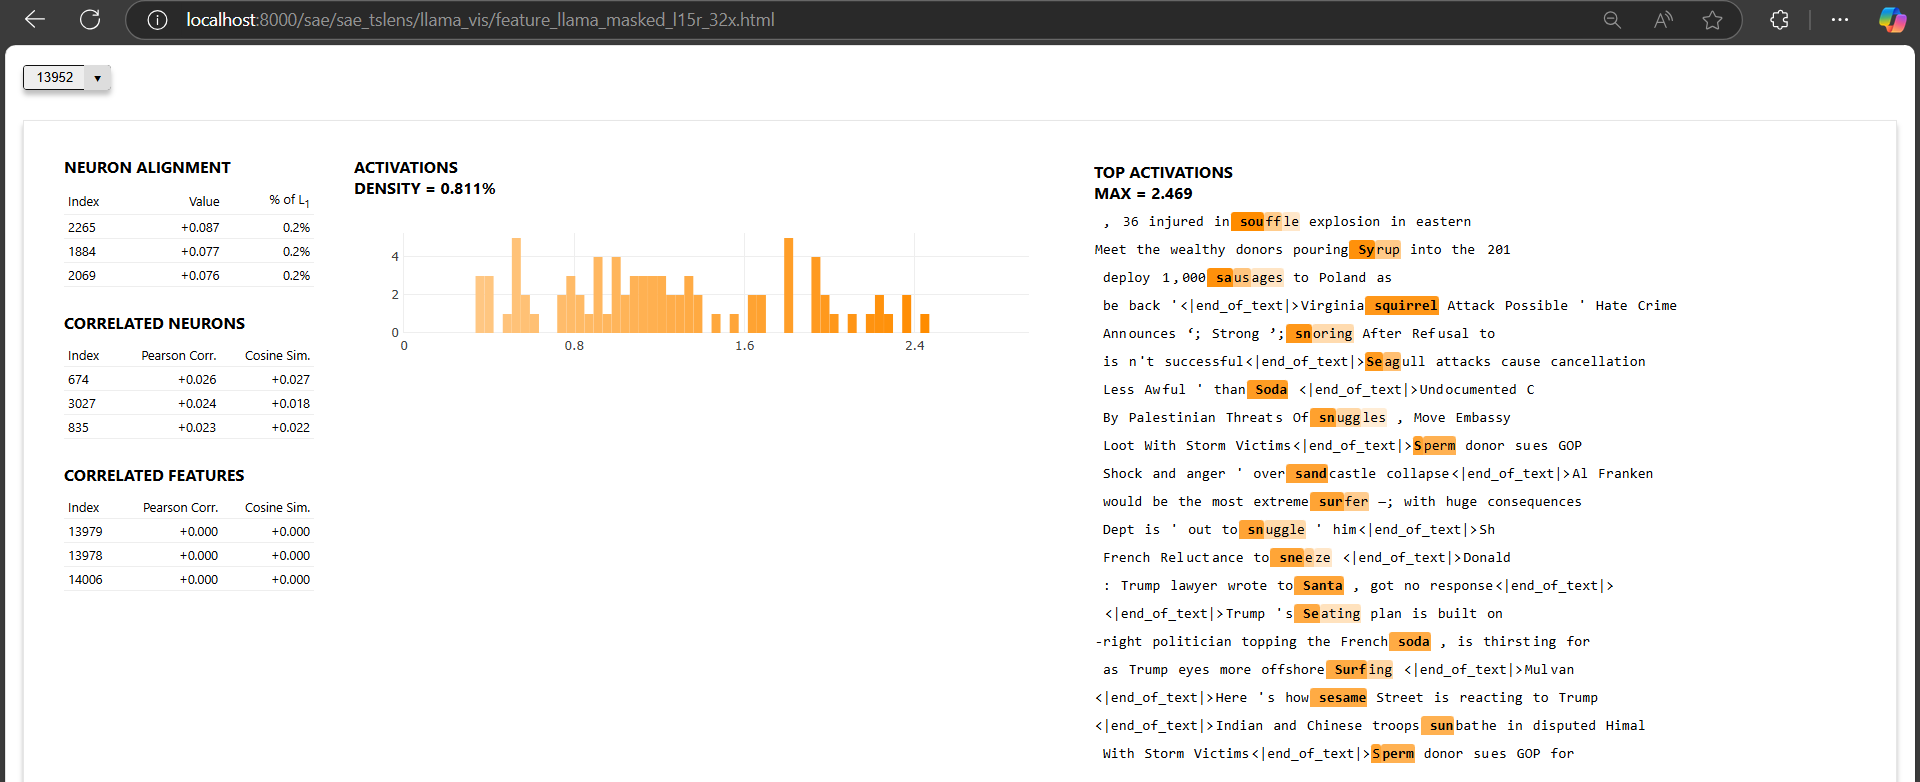 localhost:8000/sae/sae_tslens/llama_vis/feature_llama_masked_l15r_32x.html
13952
NEURON ALIGNMENT
Index Value % of L1
2265 +0.087 0.2%
1884 +0.077 0.2%
2069 +0.076 0.2%
CORRELATED NEURONS
Index Pearson Corr. Cosine Sim.
674 +0.026 +0.027
3027 +0.024 +0.018
835 +0.023 +0.022
CORRELATED FEATURES
Index Pearson Corr. Cosine Sim.
13979 +0.000 +0.000
13978 +0.000 +0.000
14006 +0.000 +0.000
ACTIVATIONS
DENSITY = 0.811%
4
2
0
0 0.8 1.6 2.4
TOP ACTIVATIONS
MAX = 2.469
, 36 injured in souffle explosion in eastern
Meet the wealthy donors pouring Syrup into the 201
deploy 1,000 sausages to Poland as
be back '<|end_of_text|>Virginia squirrel Attack Possible ' Hate Crime
Announces ‘; Strong ’; snoring After Refusal to
is n't successful<|end_of_text|>Seagull attacks cause cancellation
Less Awful ' than Soda <|end_of_text|>Undocumented C
By Palestinian Threats Of snuggles , Move Embassy
Loot With Storm Victims<|end_of_text|>Sperm donor sues GOP
Shock and anger ' over sandcastle collapse<|end_of_text|>Al Franken
would be the most extreme surfer –; with huge consequences
Dept is ' out to snuggle ' him<|end_of_text|>Sh
French Reluctance to sneeze <|end_of_text|>Donald
: Trump lawyer wrote to Santa , got no response<|end_of_text|>
<|end_of_text|>Trump 's Seating plan is built on
-right politician topping the French soda , is thirsting for
as Trump eyes more offshore Surfing <|end_of_text|>Mulvan
<|end_of_text|>Here 's how sesame Street is reacting to Trump
<|end_of_text|>Indian and Chinese troops sunbathe in disputed Himal
With Storm Victims<|end_of_text|>Sperm donor sues GOP for